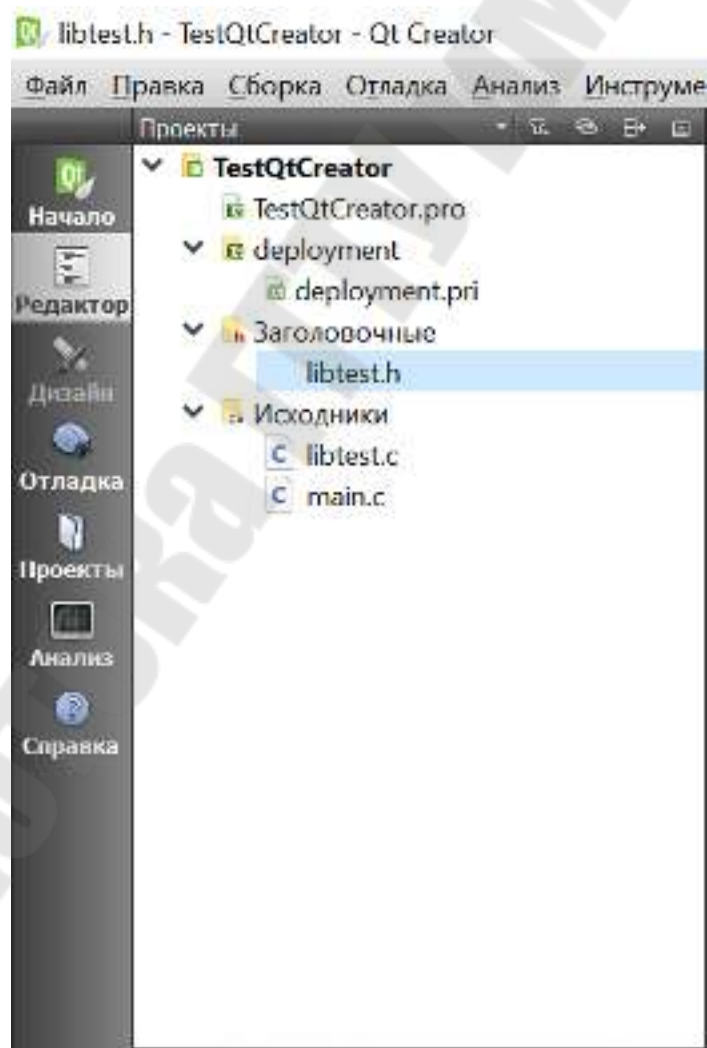 libtest.h - TestQtCreator - Qt Creator
Файл Правка Сборка Отладка Анализ Инструме
Проекты
TestQtCreator
Начало
TestQtCreator.pro
deployment
Редактор
deployment.pri
Заголовочные
libtest.h
Дизайн
Исходники
libtest.c
Отладка
main.c
Проекты
Анализ
Справка